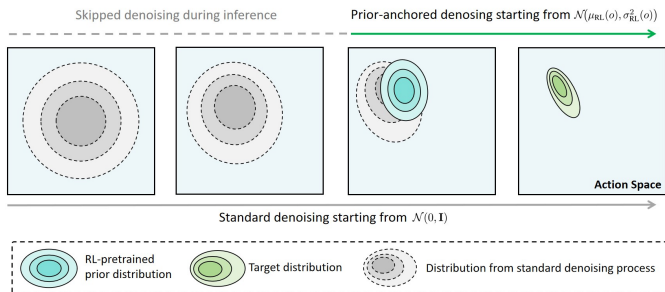 Skipped denoising during inference
Prior-anchored denosing starting from 𝒩(μ_RL(o), σ²_RL(o))
Action Space
Standard denoising starting from 𝒩(0, I)
RL-pretrained
prior distribution
Target distribution
Distribution from standard denoising process